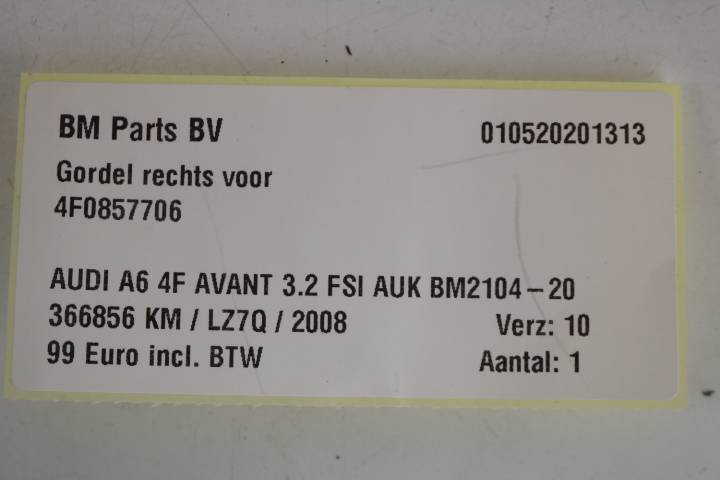 BM Parts BV 010520201313
Gordel rechts voor
4F0857706
AUDI A6 4F AVANT 3.2 FSI AUK BM2104-20
366856 KM / LZ7Q / 2008 Verz: 10
99 Euro incl. BTW Aantal: 1